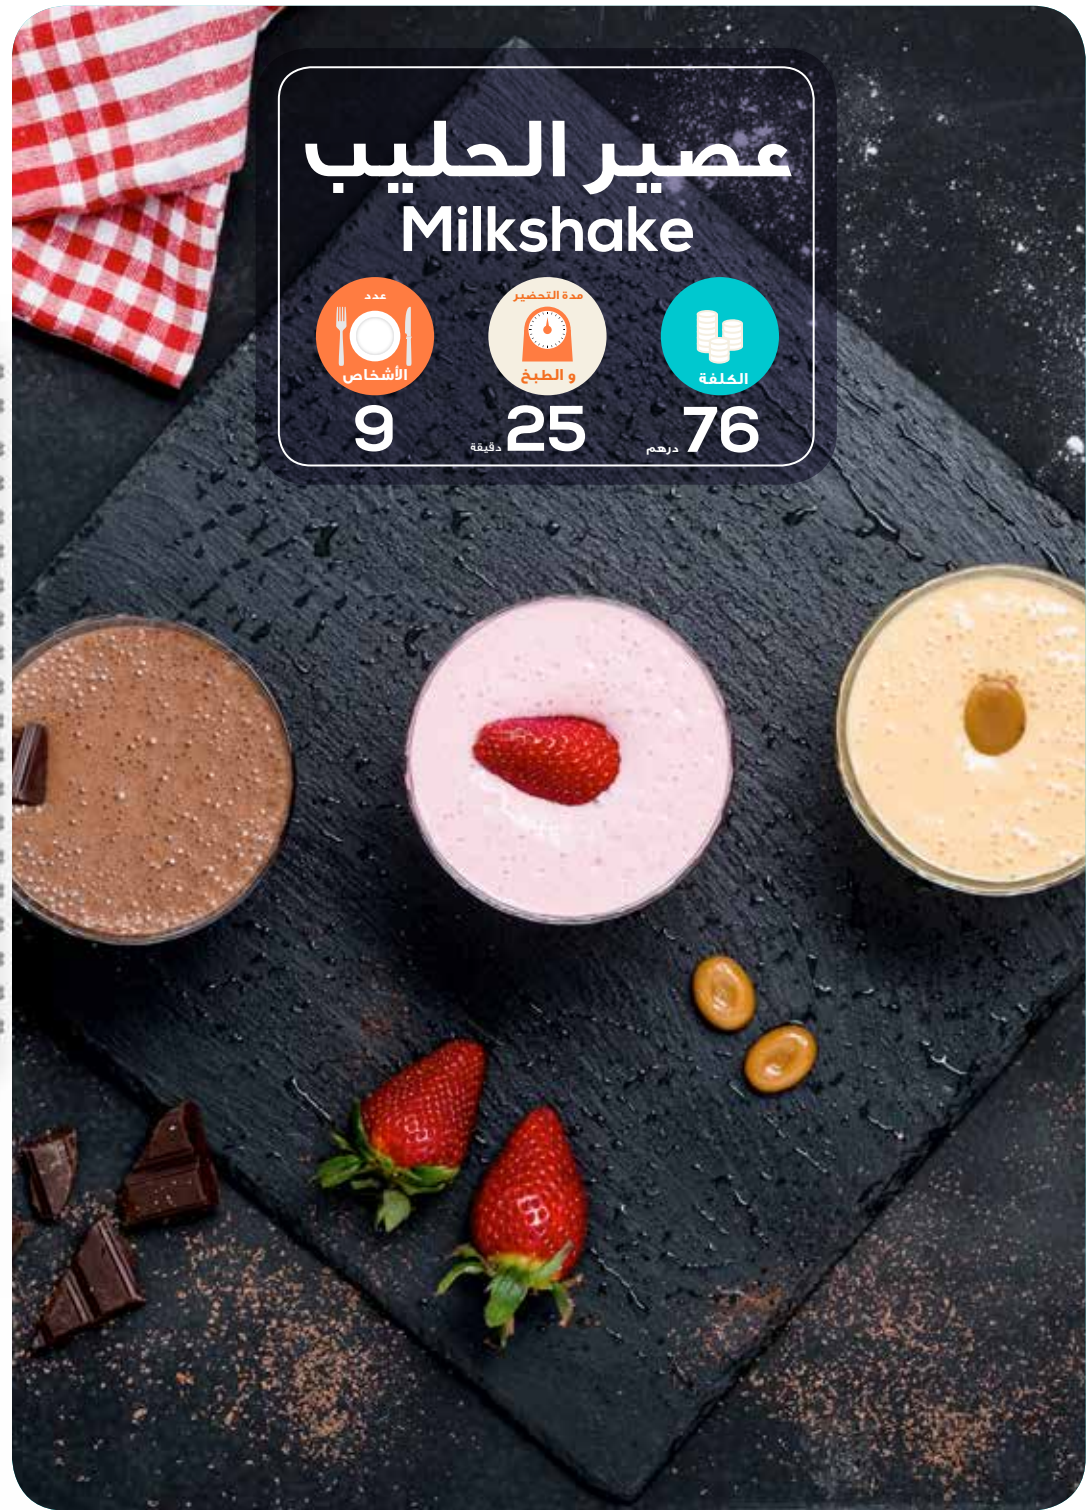 عصير الحليب
Milkshake
الكلفة
76 درهم
مدة التحضير
و الطبخ
25 دقيقة
عدد
الأشخاص
9